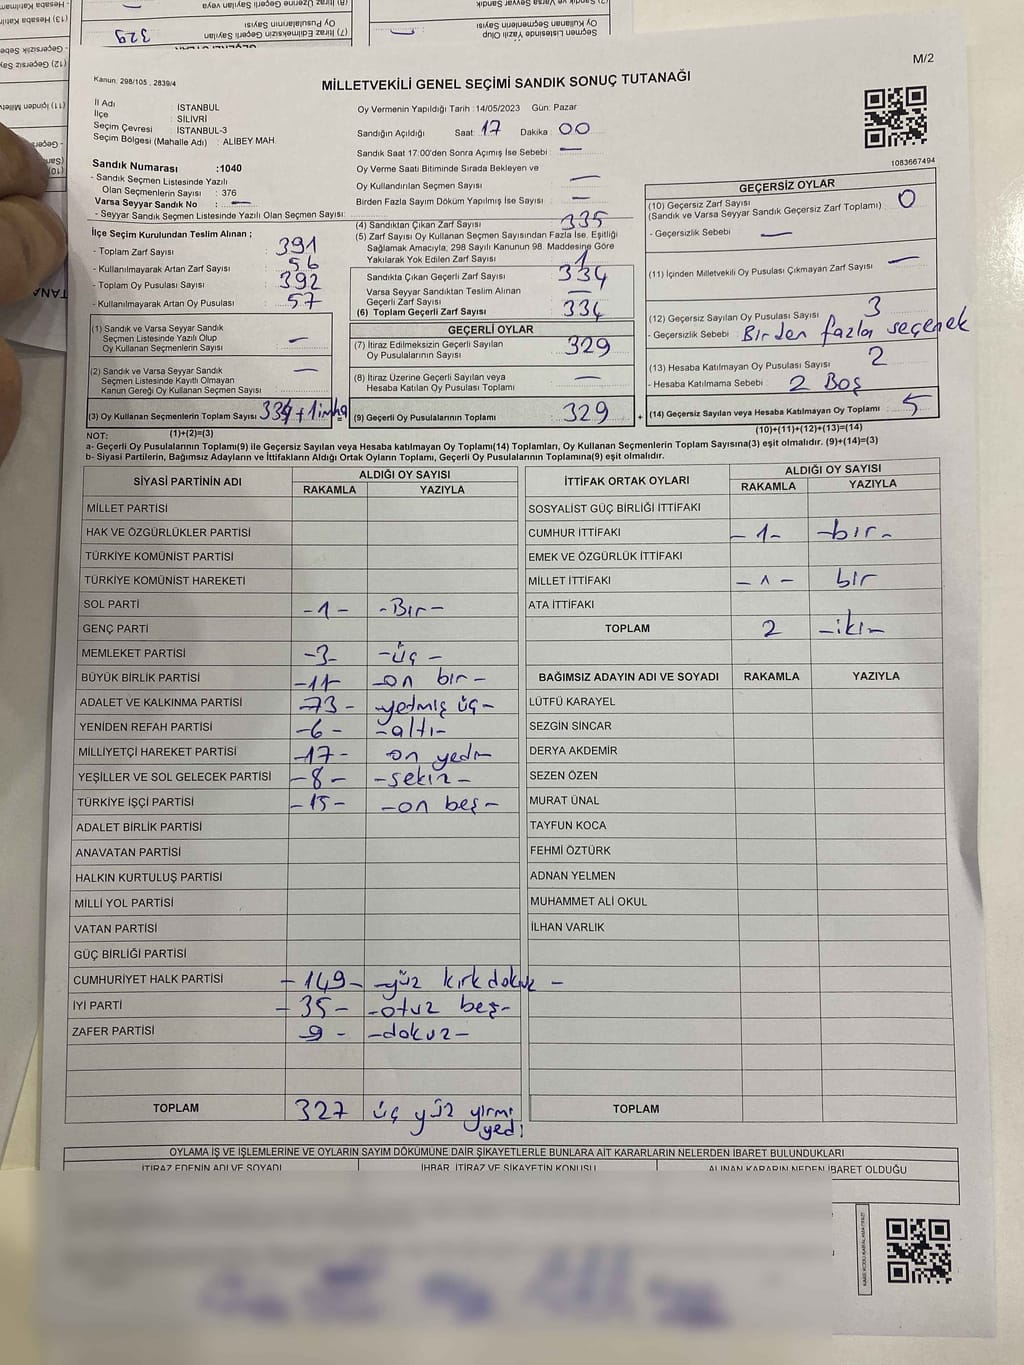 (8) İtiraz Üzerine Geçerli Sayılan veya
(7) İtiraz Edilmeksizin Geçerli Sayılan
Oy Pusulalarının Sayısı
329
Seçmen Listesinde Yazılı Olup
Oy Kullanan Seçmenlerin Sayısı
M/2
Kanun: 298/105 , 2839/4
MİLLETVEKİLİ GENEL SEÇİMİ SANDIK SONUÇ TUTANAĞI
İl Adı : İSTANBUL
İlçe : SİLİVRİ
Seçim Çevresi : İSTANBUL-3
Seçim Bölgesi (Mahalle Adı) : ALİBEY MAH
Sandık Numarası :1040
- Sandık Seçmen Listesinde Yazılı
Olan Seçmenlerin Sayısı : 376
Varsa Seyyar Sandık No : —
- Seyyar Sandık Seçmen Listesinde Yazılı Olan Seçmen Sayısı:
Oy Vermenin Yapıldığı Tarih : 14/05/2023 Gün: Pazar
Sandığın Açıldığı Saat: 17 Dakika: 00
Sandık Saat 17:00'den Sonra Açımış İse Sebebi : —
Oy Verme Saati Bitiminde Sırada Bekleyen ve
Oy Kullandırılan Seçmen Sayısı : —
Birden Fazla Sayım Döküm Yapılmış İse Sayısı : —
1083667494
İlçe Seçim Kurulundan Teslim Alınan ;
- Toplam Zarf Sayısı : 391
- Kullanılmayarak Artan Zarf Sayısı : 56
- Toplam Oy Pusulası Sayısı : 392
- Kullanılmayarak Artan Oy Pusulası : 57
(4) Sandıktan Çıkan Zarf Sayısı : 335
(5) Zarf Sayısı Oy Kullanan Seçmen Sayısından Fazla İse, Eşitliği
Sağlamak Amacıyla, 298 Sayılı Kanunun 98. Maddesine Göre
Yakılarak Yok Edilen Zarf Sayısı : 1
Sandıkta Çıkan Geçerli Zarf Sayısı : 334
Varsa Seyyar Sandıktan Teslim Alınan
Geçerli Zarf Sayısı : —
(6) Toplam Geçerli Zarf Sayısı : 334
GEÇERSİZ OYLAR
(10) Geçersiz Zarf Sayısı
(Sandık ve Varsa Seyyar Sandık Geçersiz Zarf Toplamı) : 0
- Geçersizlik Sebebi : —
(11) İçinden Milletvekili Oy Pusulası Çıkmayan Zarf Sayısı : —
(12) Geçersiz Sayılan Oy Pusulası Sayısı : 3
- Geçersizlik Sebebi : Birden fazla seçenek
(13) Hesaba Katılmayan Oy Pusulası Sayısı : 2
- Hesaba Katılmama Sebebi : 2 Boş
(14) Geçersiz Sayılan veya Hesaba Katılmayan Oy Toplamı : 5
(10)+(11)+(12)+(13)=(14)
(1) Sandık ve Varsa Seyyar Sandık
Seçmen Listesinde Yazılı Olup
Oy Kullanan Seçmenlerin Sayısı : —
(2) Sandık ve Varsa Seyyar Sandık
Seçmen Listesinde Kayıtlı Olmayan
Kanun Gereği Oy Kullanan Seçmen Sayısı : —
(3) Oy Kullanan Seçmenlerin Toplam Sayısı : 334 + 1 imha
(1)+(2)=(3)
GEÇERLİ OYLAR
(7) İtiraz Edilmeksizin Geçerli Sayılan
Oy Pusulalarının Sayısı : 329
(8) İtiraz Üzerine Geçerli Sayılan veya
Hesaba Katılan Oy Pusulası Toplamı : —
(9) Geçerli Oy Pusulalarının Toplamı : 329 +
NOT:
a- Geçerli Oy Pusulalarının Toplamı(9) ile Geçersiz Sayılan veya Hesaba katılmayan Oy Toplamı(14) Toplamları, Oy Kullanan Seçmenlerin Toplam Sayısına(3) eşit olmalıdır. (9)+(14)=(3)
b- Siyasi Partilerin, Bağımsız Adayların ve İttifakların Aldığı Ortak Oyların Toplamı, Geçerli Oy Pusulalarının Toplamına(9) eşit olmalıdır.
SİYASİ PARTİNİN ADI ALDIĞI OY SAYISI
RAKAMLA YAZIYLA
MİLLET PARTİSİ
HAK VE ÖZGÜRLÜKLER PARTİSİ
TÜRKİYE KOMÜNİST PARTİSİ
TÜRKİYE KOMÜNİST HAREKETİ
SOL PARTİ -1- -Bır-
GENÇ PARTİ
MEMLEKET PARTİSİ -3- -üç-
BÜYÜK BİRLİK PARTİSİ -11- -on bır-
ADALET VE KALKINMA PARTİSİ -73- -yetmiş üç-
YENİDEN REFAH PARTİSİ -6- -altı-
MİLLİYETÇİ HAREKET PARTİSİ -17- -on yedı-
YEŞİLLER VE SOL GELECEK PARTİSİ -8- -sekiz-
TÜRKİYE İŞÇİ PARTİSİ -15- -on beş-
ADALET BİRLİK PARTİSİ
ANAVATAN PARTİSİ
HALKIN KURTULUŞ PARTİSİ
MİLLİ YOL PARTİSİ
VATAN PARTİSİ
GÜÇ BİRLİĞİ PARTİSİ
CUMHURİYET HALK PARTİSİ -149- -yüz kırk dokuz-
İYİ PARTİ -35- -otuz beş-
ZAFER PARTİSİ -9- -dokuz-
TOPLAM 327 üç yüz yirmi
yedi
İTTİFAK ORTAK OYLARI ALDIĞI OY SAYISI
RAKAMLA YAZIYLA
SOSYALİST GÜÇ BİRLİĞİ İTTİFAKI
CUMHUR İTTİFAKI -1- -bır-
EMEK VE ÖZGÜRLÜK İTTİFAKI
MİLLET İTTİFAKI -1- bır
ATA İTTİFAKI
TOPLAM 2 -iki-
BAĞIMSIZ ADAYIN ADI VE SOYADI RAKAMLA YAZIYLA
LÜTFÜ KARAYEL
SEZGİN SİNCAR
DERYA AKDEMİR
SEZEN ÖZEN
MURAT ÜNAL
TAYFUN KOCA
FEHMİ ÖZTÜRK
ADNAN YELMEN
MUHAMMET ALİ OKUL
İLHAN VARLIK
TOPLAM
OYLAMA İŞ VE İŞLEMLERİNE VE OYLARIN SAYIM DÖKÜMÜNE DAİR ŞİKAYETLERLE BUNLARA AİT KARARLARIN NELERDEN İBARET BULUNDUKLARI
İTİRAZ EDENİN ADI VE SOYADI İHBAR, İTİRAZ VE ŞİKAYETİN KONUSU ALINAN KARARIN NEDEN İBARET OLDUĞU